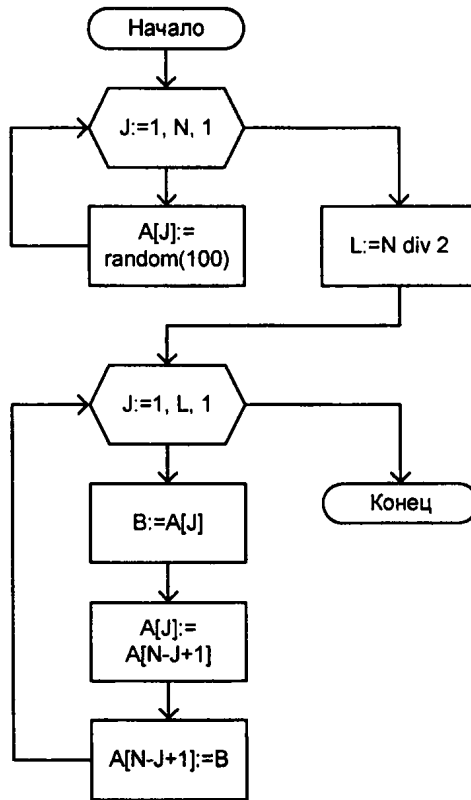 Начало
J:=1, N, 1
A[J]:=
random(100)
L:=N div 2
J:=1, L, 1
Конец
B:=A[J]
A[J]:=
A[N-J+1]
A[N-J+1]:=B